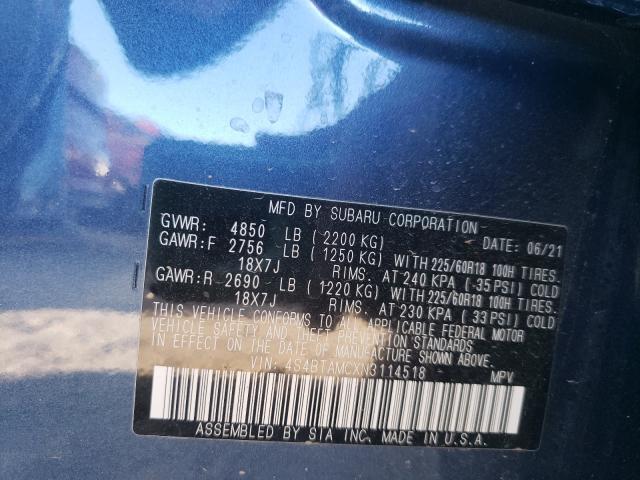 MFD BY SUBARU CORPORATION
GVWR: 4850 LB ( 2200 KG) DATE: 06/21
GAWR:F 2756 LB ( 1250 KG) WITH 225/60R18 100H TIRES.
18X7J RIMS. AT 240 KPA ( 35 PSI) COLD
GAWR:R 2690 LB ( 1220 KG) WITH 225/60R18 100H TIRES.
18X7J RIMS. AT 230 KPA ( 33 PSI) COLD
THIS VEHICLE CONFORMS TO ALL APPLICABLE FEDERAL MOTOR
VEHICLE SAFETY AND THEFT PREVENTION STANDARDS
IN EFFECT ON THE DATE OF MANUFACTURE SHOWN ABOVE.
VIN: 4S4BTAMCXN3114518 MPV
ASSEMBLED BY SIA INC. MADE IN U.S.A.